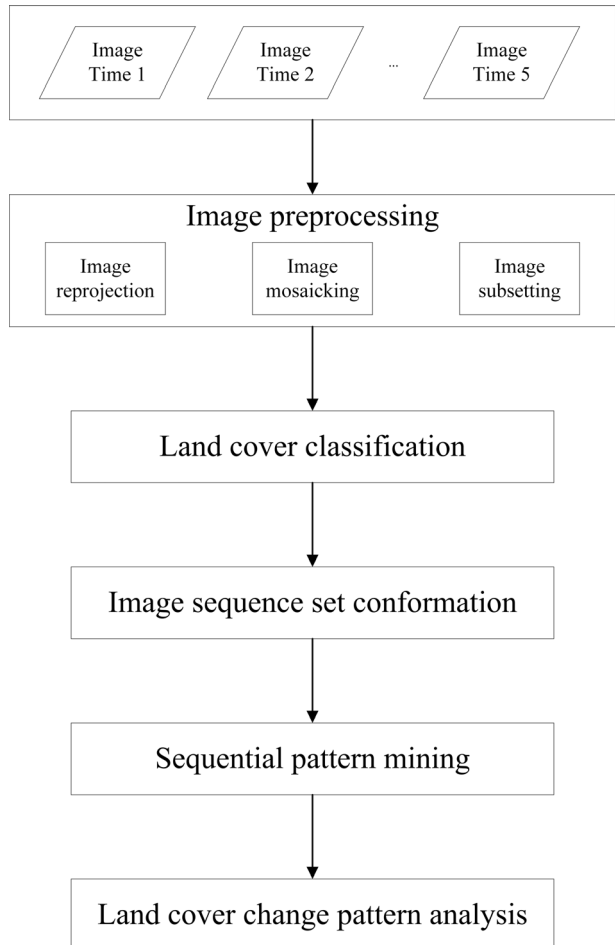 Image
Time 1
Image
Time 2
...
Image
Time 5
Image preprocessing
Image
reprojection
Image
mosaicking
Image
subsetting
Land cover classification
Image sequence set conformation
Sequential pattern mining
Land cover change pattern analysis